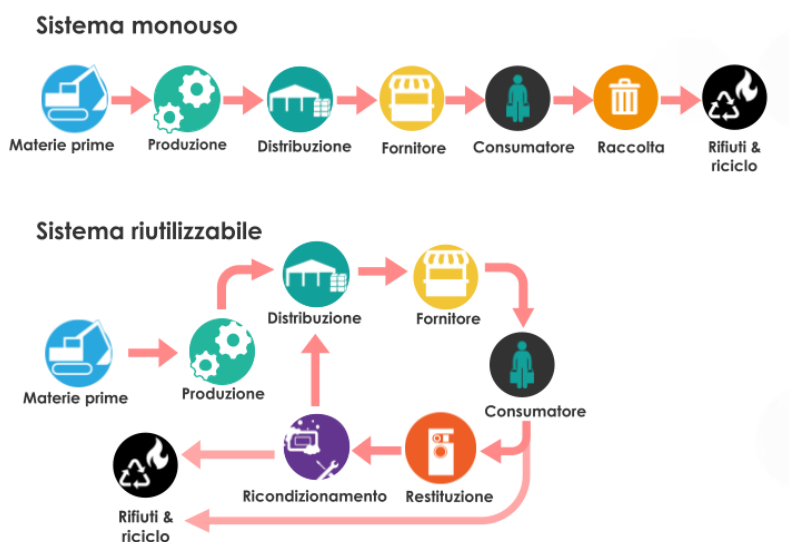 Sistema monouso
Materie prime
Produzione
Distribuzione
Fornitore
Consumatore
Raccolta
Rifiuti &
riciclo
Sistema riutilizzabile
Distribuzione
Fornitore
Materie prime
Produzione
Consumatore
Ricondizionamento
Restituzione
Rifiuti &
riciclo